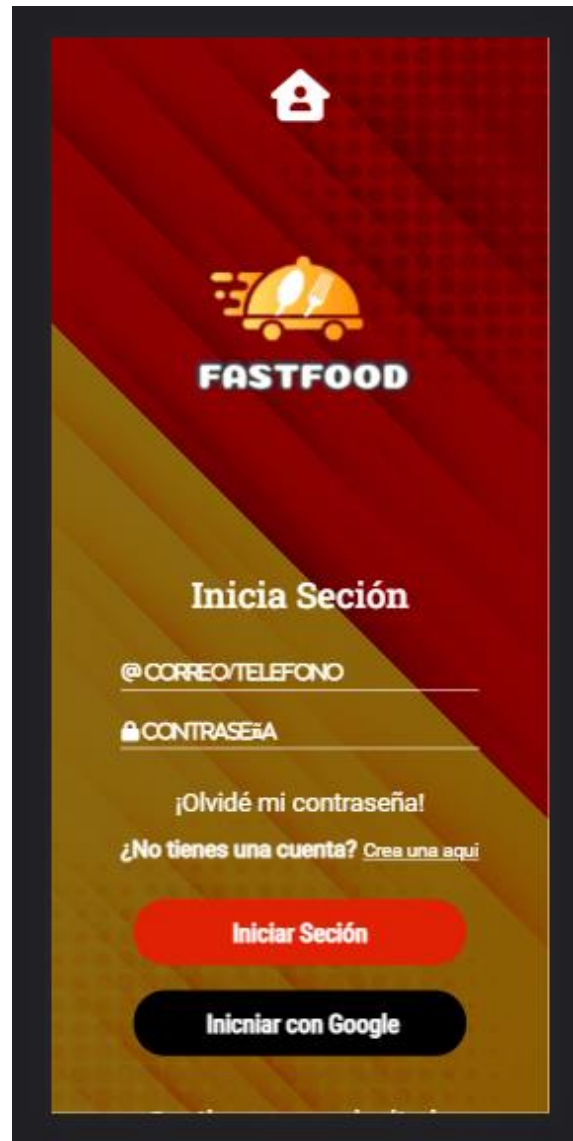 FASTFOOD
Inicia Seción
@ CORREO/TELEFONO
CONTRASEñA
¡Olvidé mi contraseña!
¿No tienes una cuenta? Crea una aqui
Iniciar Seción
Inicniar con Google